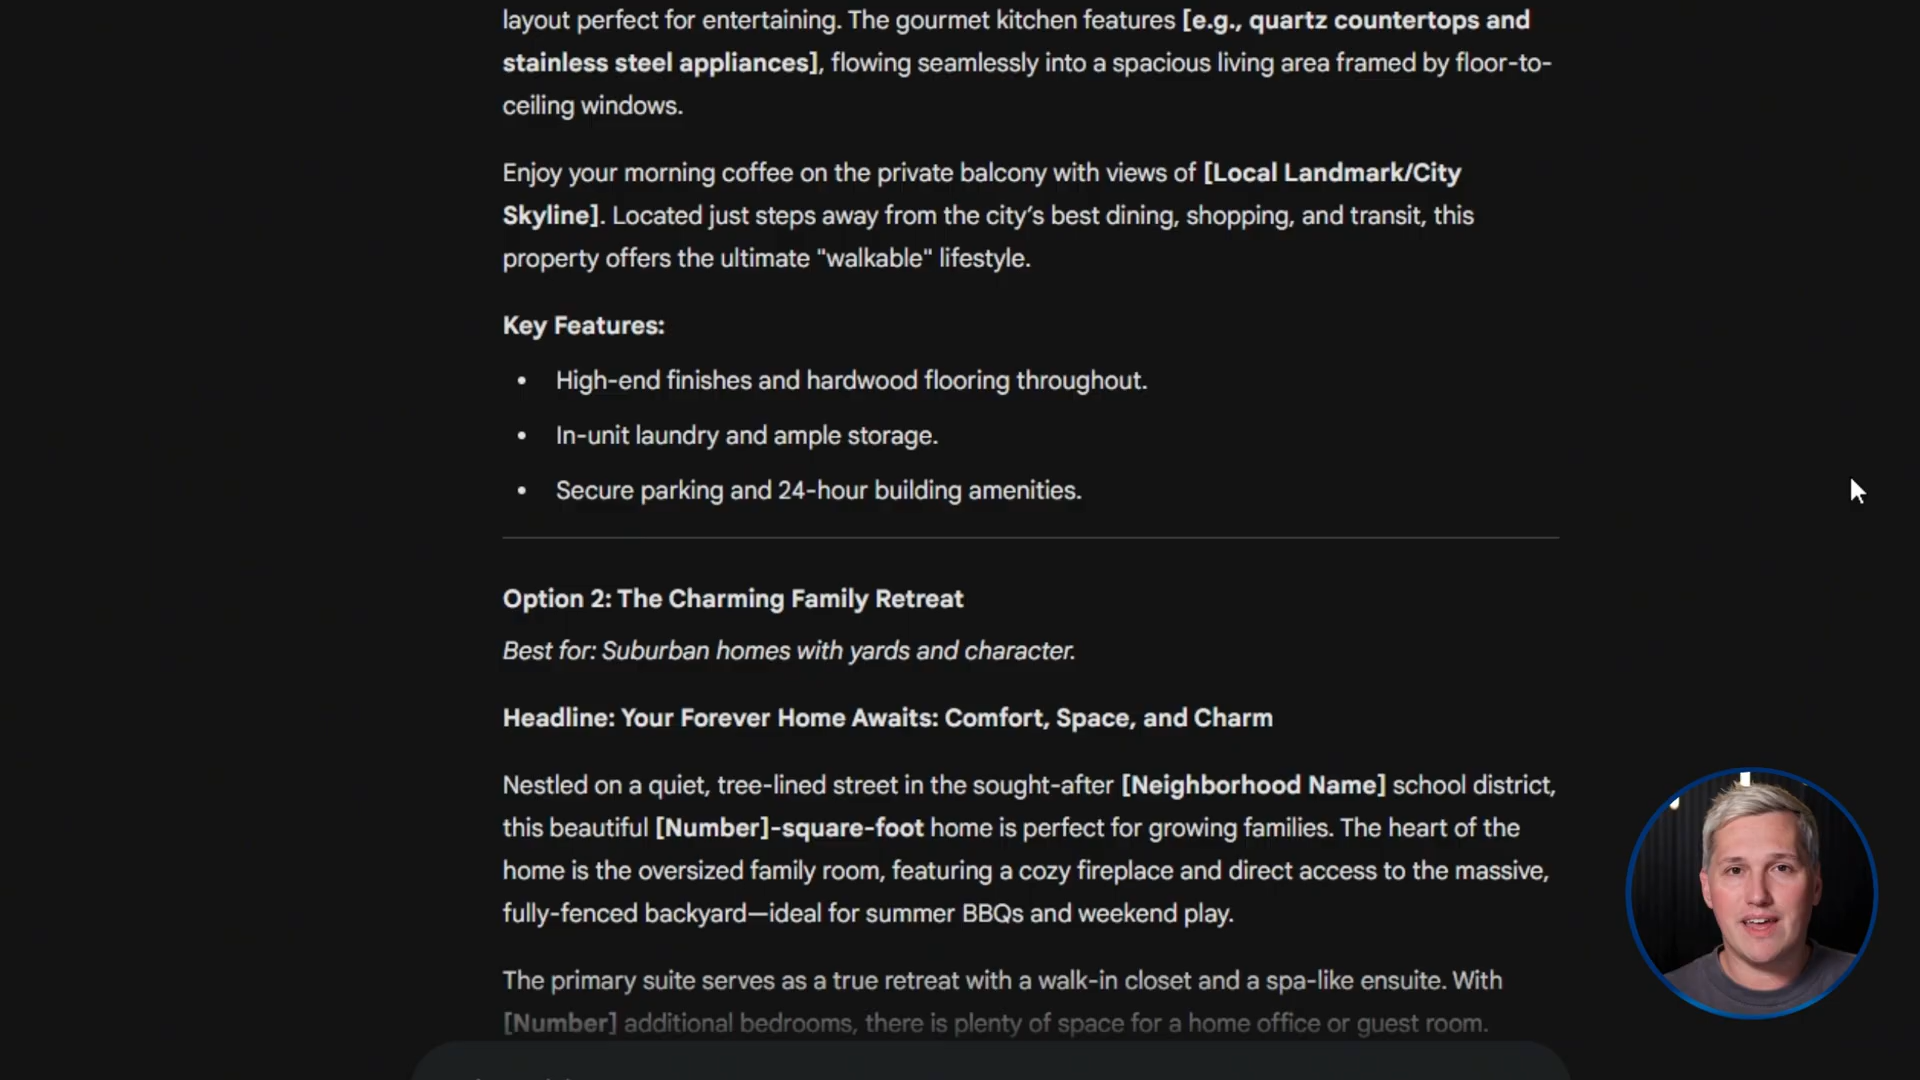 layout perfect for entertaining. The gourmet kitchen features [e.g., quartz countertops and
stainless steel appliances], flowing seamlessly into a spacious living area framed by floor-to-
ceiling windows.
Enjoy your morning coffee on the private balcony with views of [Local Landmark/City
Skyline]. Located just steps away from the city’s best dining, shopping, and transit, this
property offers the ultimate "walkable" lifestyle.
Key Features:
• High-end finishes and hardwood flooring throughout.
• In-unit laundry and ample storage.
• Secure parking and 24-hour building amenities.
Option 2: The Charming Family Retreat
Best for: Suburban homes with yards and character.
Headline: Your Forever Home Awaits: Comfort, Space, and Charm
Nestled on a quiet, tree-lined street in the sought-after [Neighborhood Name] school district,
this beautiful [Number]-square-foot home is perfect for growing families. The heart of the
home is the oversized family room, featuring a cozy fireplace and direct access to the massive,
fully-fenced backyard—ideal for summer BBQs and weekend play.
The primary suite serves as a true retreat with a walk-in closet and a spa-like ensuite. With
[Number] additional bedrooms, there is plenty of space for a home office or guest room.